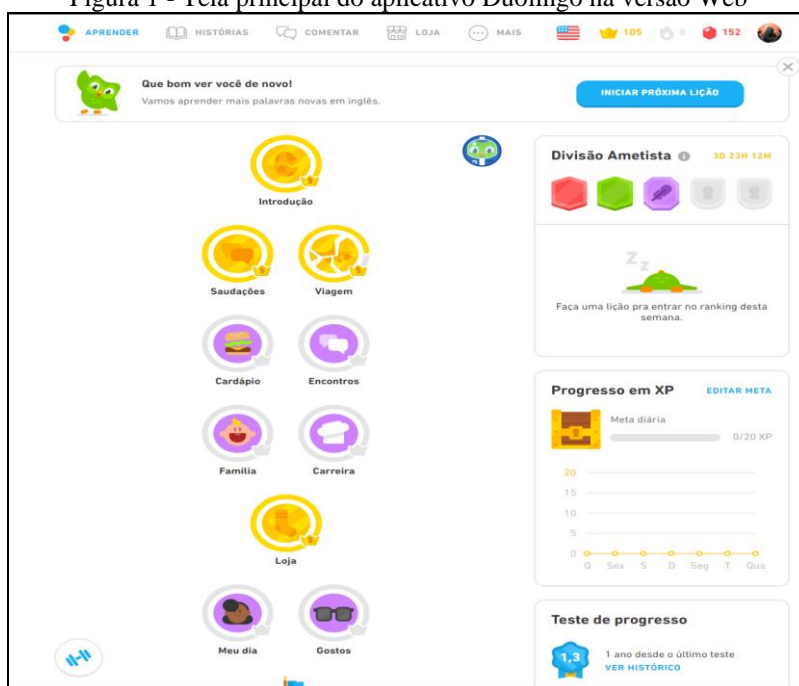 Figura 1 - Tela principal do aplicativo Duolingo na versão Web
APRENDER HISTÓRIAS COMENTAR LOJA MAIS 105 0 152
Que bom ver você de novo!
Vamos aprender mais palavras novas em inglês.
INICIAR PRÓXIMA LIÇÃO
Introdução
Saudações Viagem
Cardápio Encontros
Família Carreira
Loja
Meu dia Gostos
Divisão Ametista 3D 23H 12M
Z z
Faça uma lição pra entrar no ranking desta
semana.
Progresso em XP EDITAR META
Meta diária
0/20 XP
20
15
10
5
0
Q Sex S D Seg T Qua
Teste de progresso
1,3
1 ano desde o último teste
VER HISTÓRICO